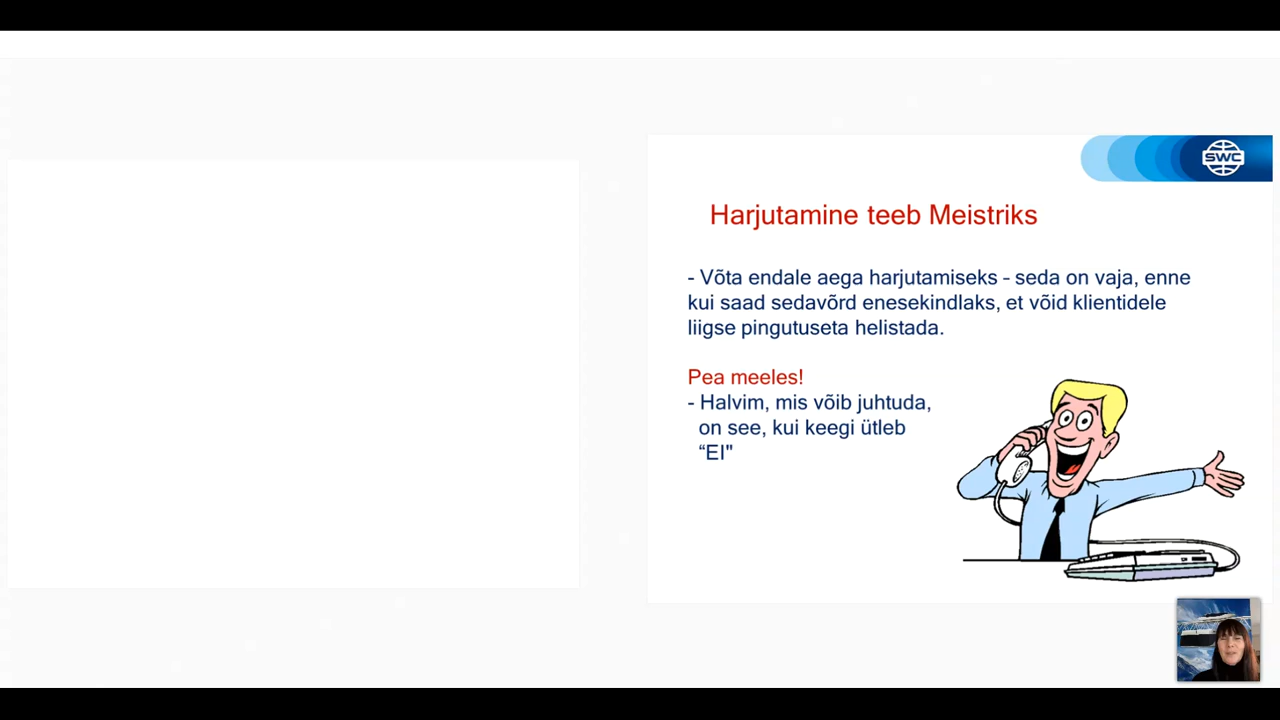 SWC
Harjutamine teeb Meistriks
- Võta endale aega harjutamiseks - seda on vaja, enne
kui saad sedavõrd enesekindlaks, et võid klientidele
liigse pingutuseta helistada.
Pea meeles!
- Halvim, mis võib juhtuda,
on see, kui keegi ütleb
“EI"